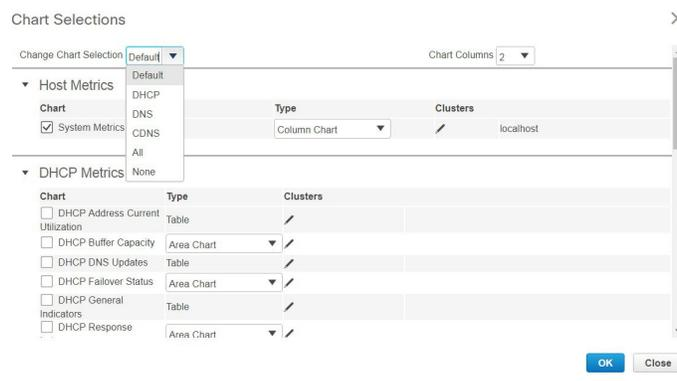 Chart Selections
Change Chart Selection Default Chart Columns 2
Default
DHCP
DNS
CDNS
All
None
Host Metrics
Chart Type Clusters
System Metrics Column Chart localhost
DHCP Metrics
Chart Type Clusters
DHCP Address Current
Utilization Table
DHCP Buffer Capacity Area Chart
DHCP DNS Updates Table
DHCP Failover Status Area Chart
DHCP General
Indicators Table
DHCP Response Area Chart
OK Close